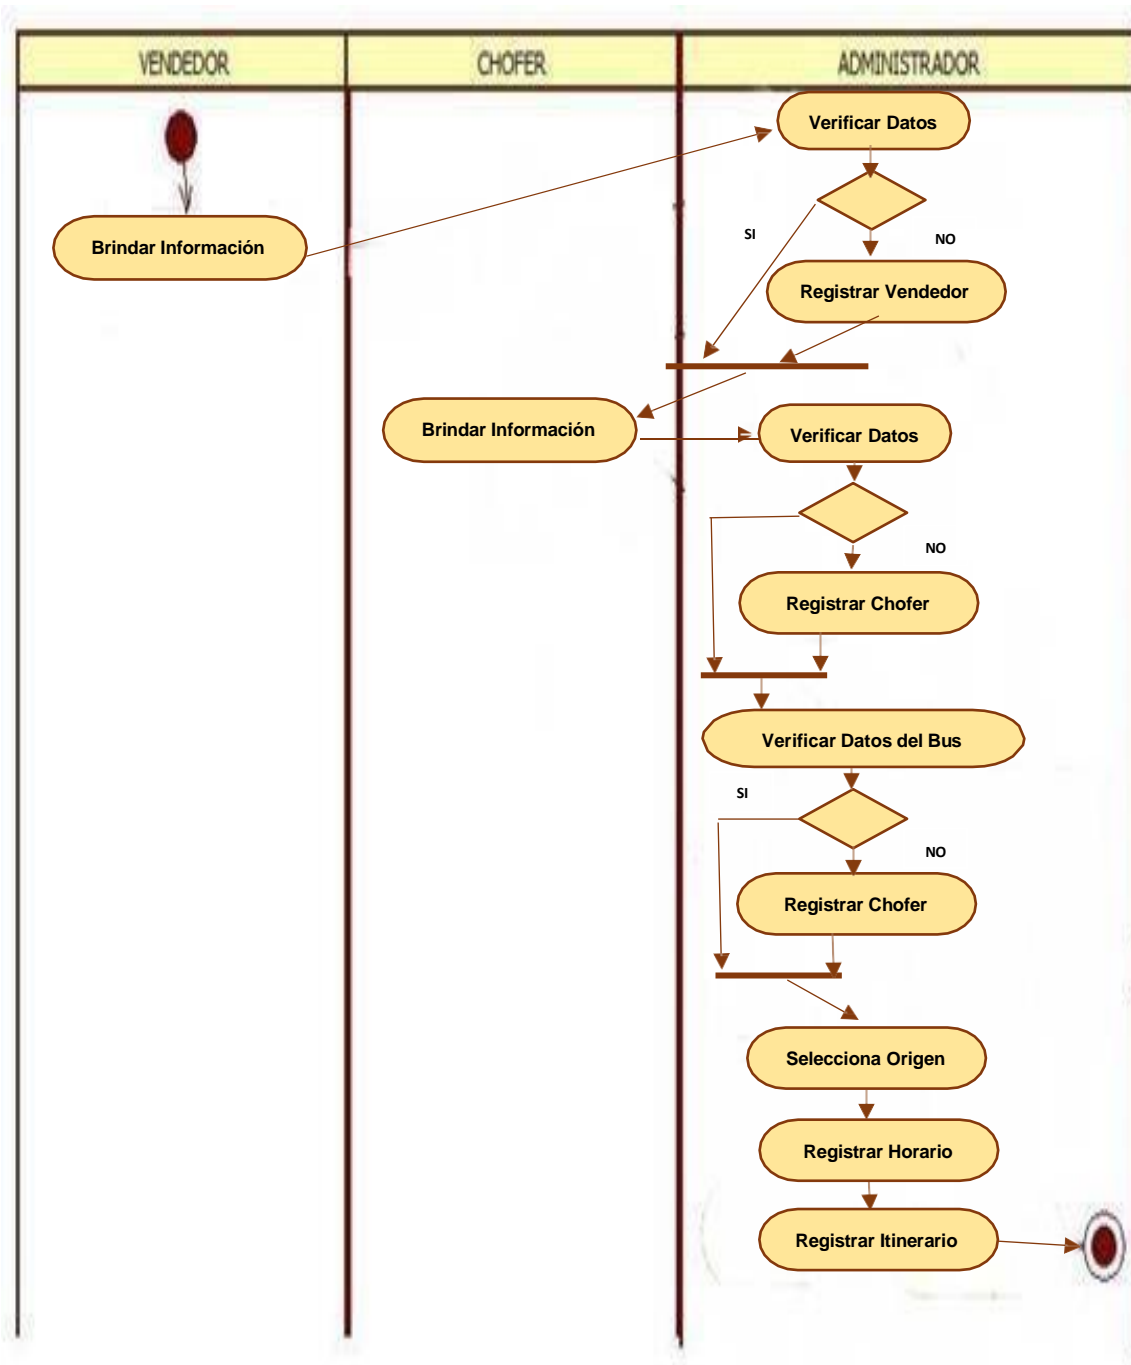 VENDEDOR
CHOFER
ADMINISTRADOR
Verificar Datos
Brindar Información
SI
NO
Registrar Vendedor
Brindar Información
Verificar Datos
NO
Registrar Chofer
Verificar Datos del Bus
SI
NO
Registrar Chofer
Selecciona Origen
Registrar Horario
Registrar Itinerario